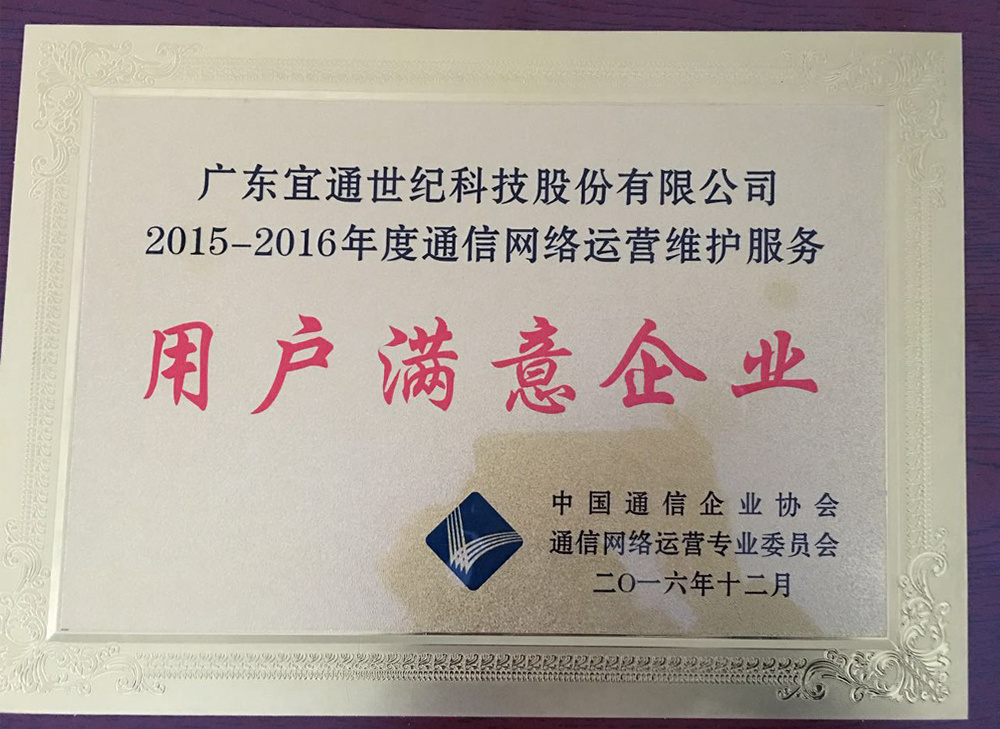 广东宜通世纪科技股份有限公司
2015-2016年度通信网络运营维护服务
用户满意企业
中国通信企业协会
通信网络运营专业委员会
二〇一六年十二月